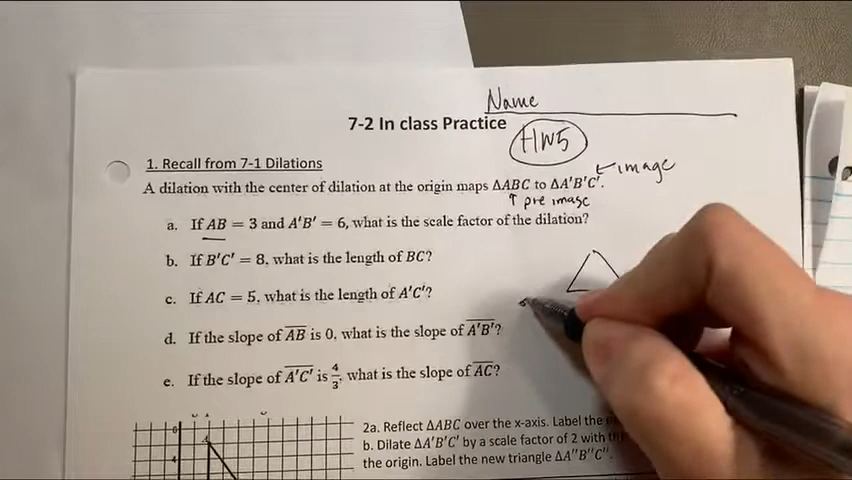 Name
7-2 In class Practice
HW5
1. Recall from 7-1 Dilations
← image
A dilation with the center of dilation at the origin maps ΔABC to ΔA'B'C'.
↑ pre image
a. If AB = 3 and A'B' = 6, what is the scale factor of the dilation?
b. If B'C' = 8, what is the length of BC?
c. If AC = 5, what is the length of A'C'?
d. If the slope of A̅B̅ is 0, what is the slope of A̅'̅B̅'̅?
e. If the slope of A̅'̅C̅'̅ is 4/3, what is the slope of A̅C̅?
2a. Reflect ΔABC over the x-axis. Label the
b. Dilate ΔA'B'C' by a scale factor of 2 with
the origin. Label the new triangle ΔA''B''C''.